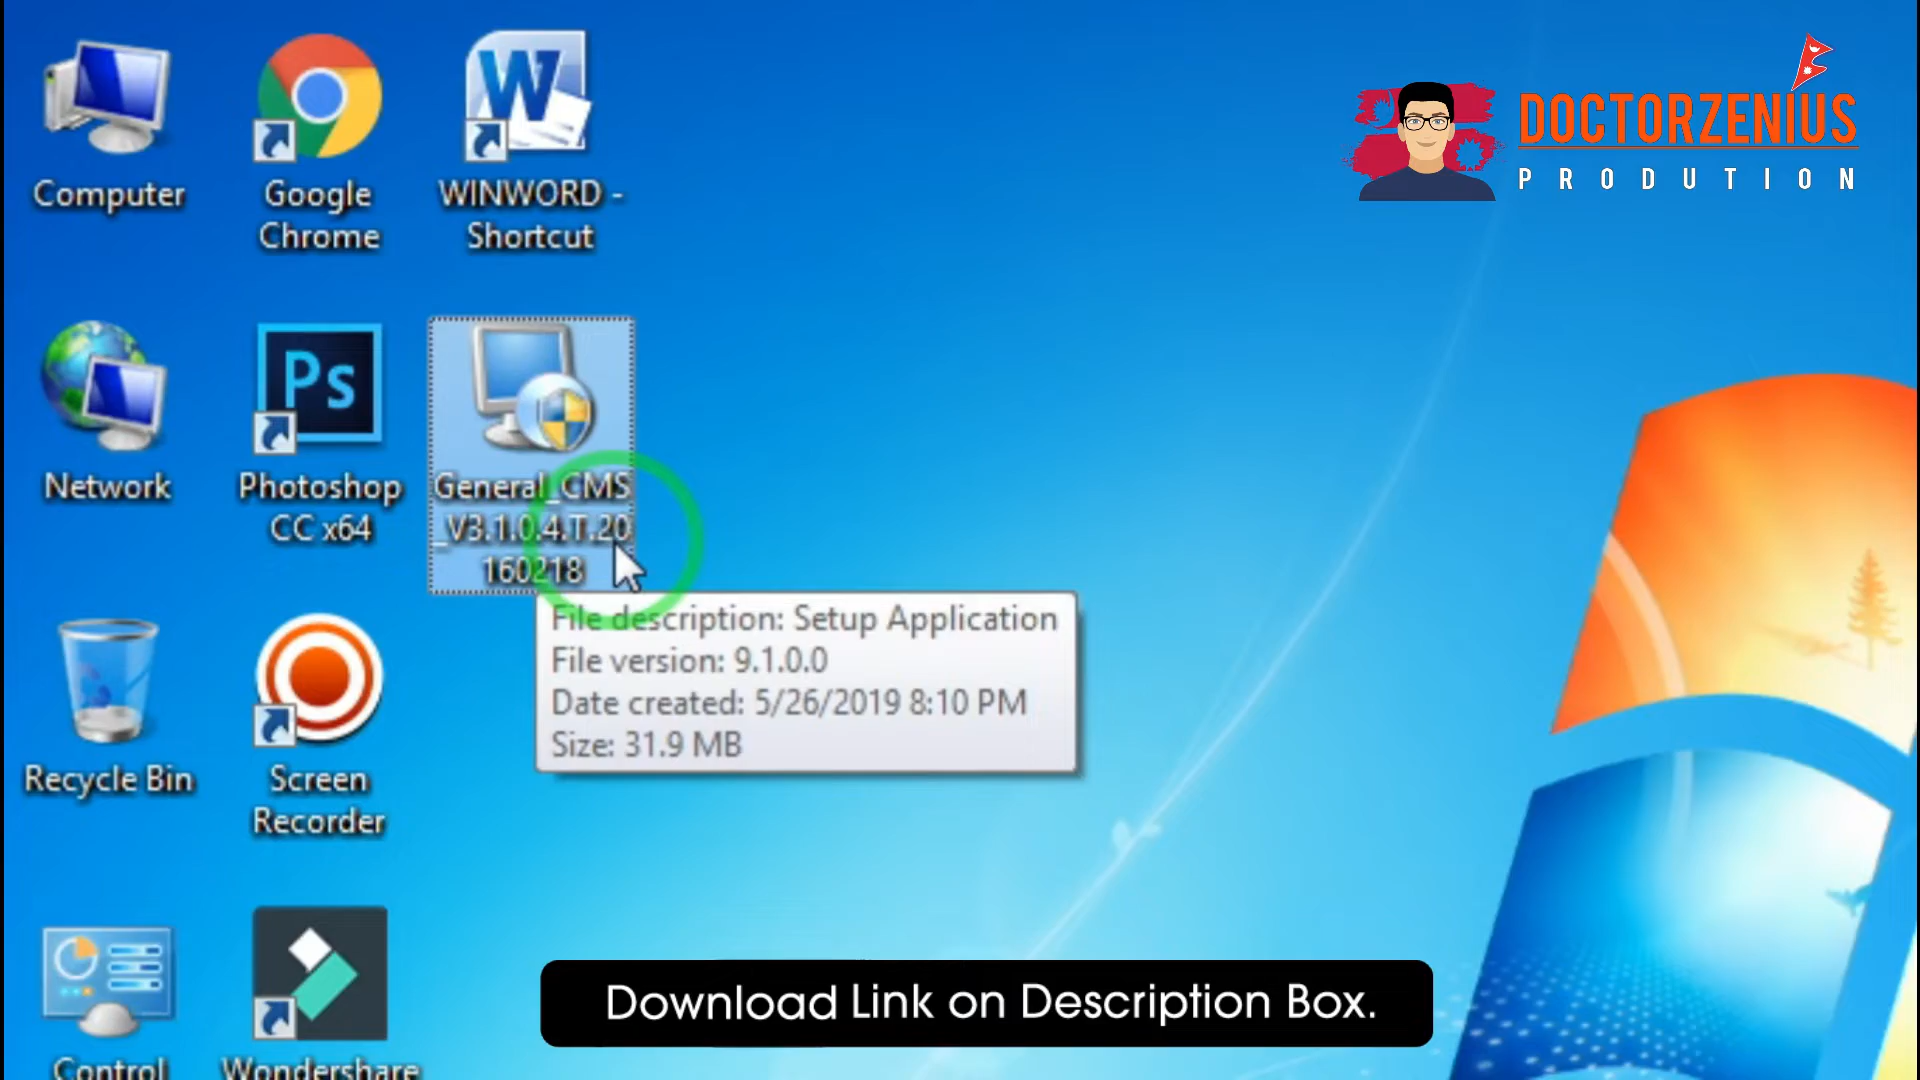 Computer
Google
Chrome
WINWORD -
Shortcut
DOCTORZENIUS
PRODUTION
Network
Photoshop
CC x64
General_CMS
_V3.1.0.4.T.20
160218
File description: Setup Application
File version: 9.1.0.0
Date created: 5/26/2019 8:10 PM
Size: 31.9 MB
Recycle Bin
Screen
Recorder
Control
Wondershare
Download Link on Description Box.